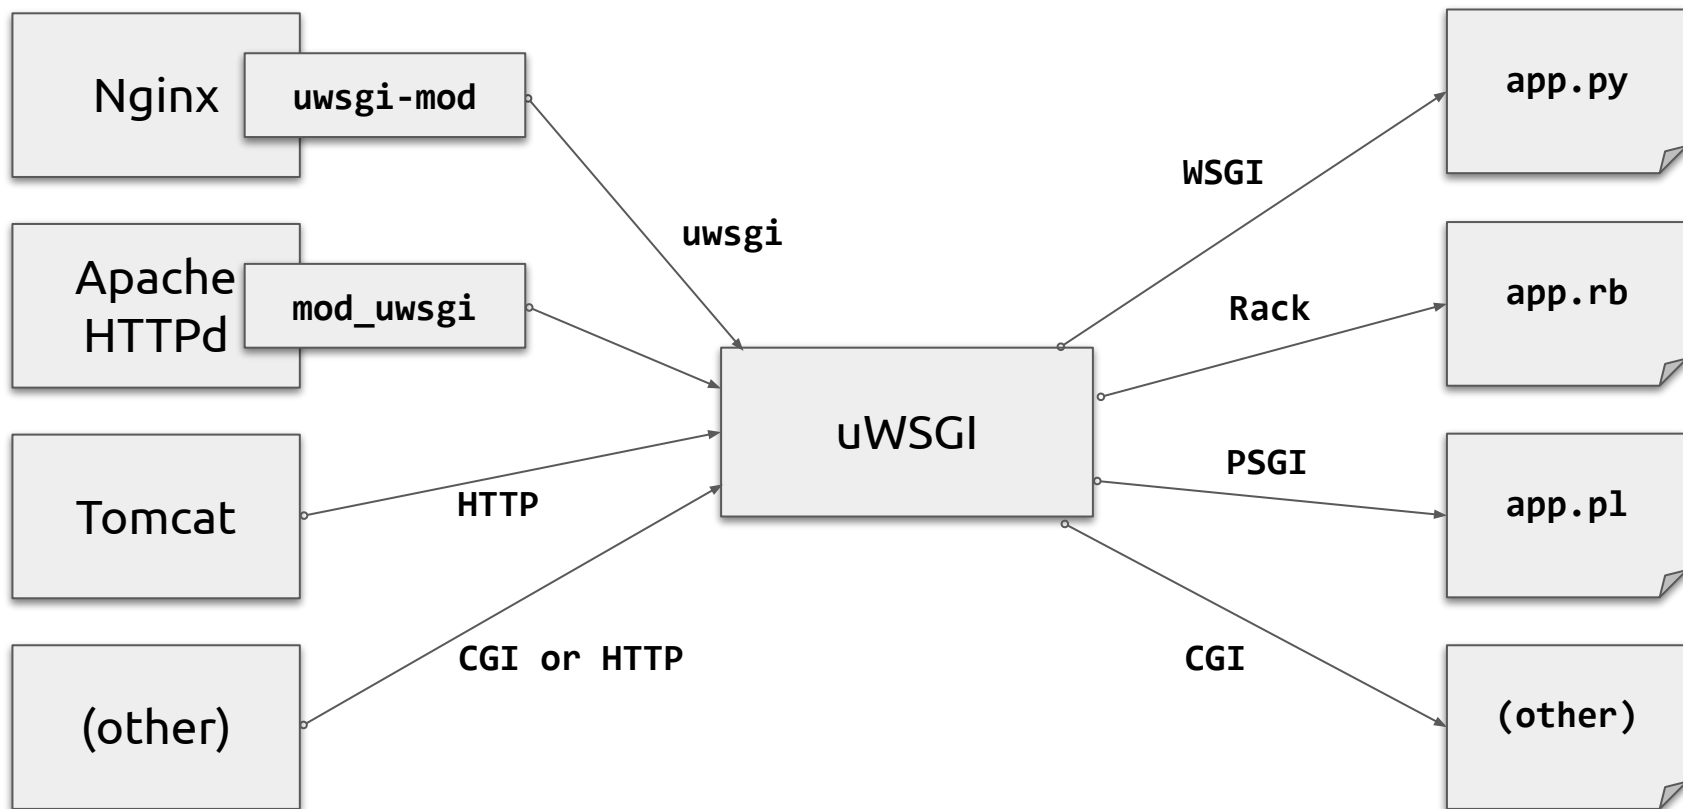 Nginx
uwsgi-mod
uwsgi
Apache
HTTPd
mod_uwsgi
Tomcat
HTTP
(other)
CGI or HTTP
uWSGI
WSGI
app.py
Rack
app.rb
PSGI
app.pl
CGI
(other)